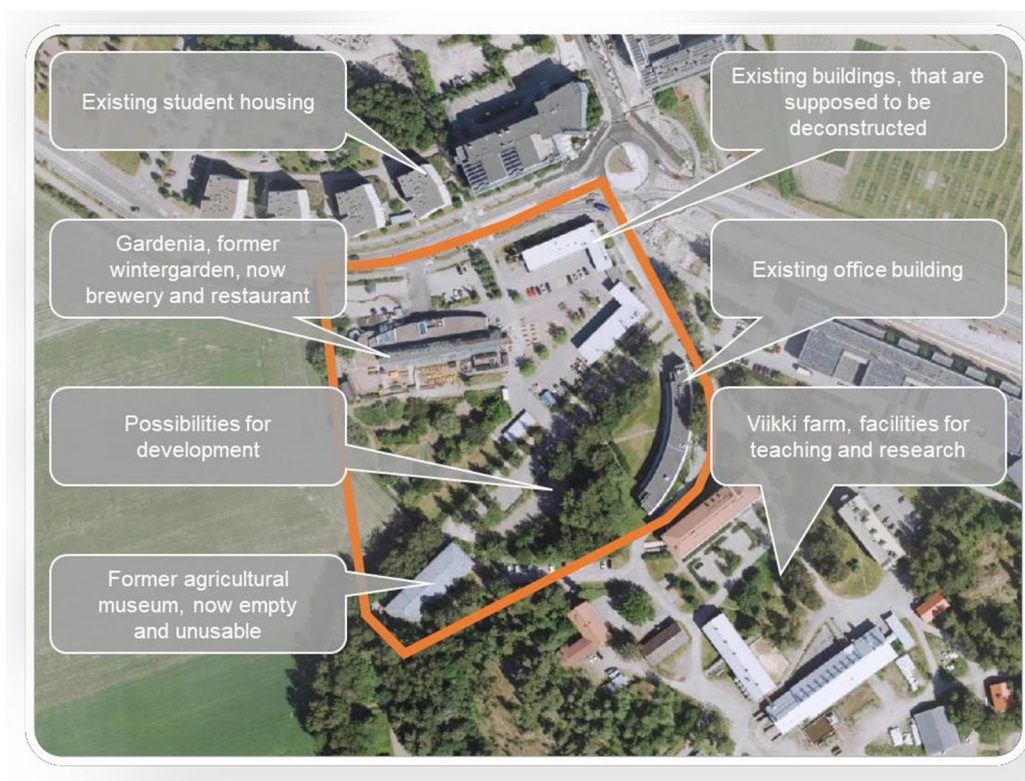 Existing student housing
Existing buildings, that are
supposed to be
deconstructed
Gardenia, former
wintergarden, now
brewery and restaurant
Existing office building
Possibilities for
development
Viikki farm, facilities for
teaching and research
Former agricultural
museum, now empty
and unusable